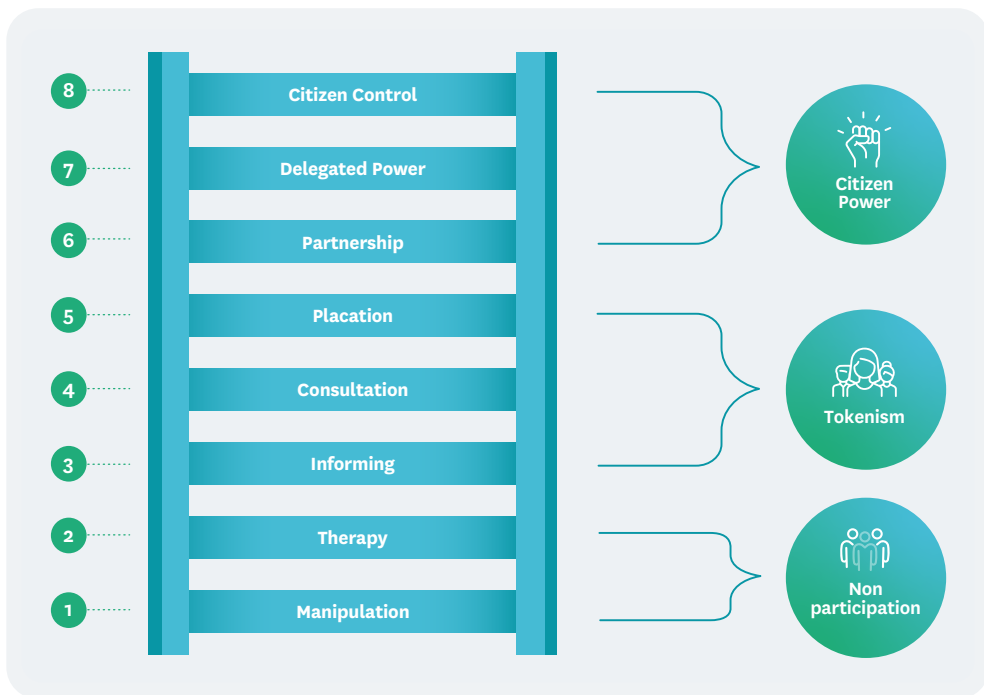 8
Citizen Control
7
Delegated Power
6
Partnership
Citizen
Power
5
Placation
4
Consultation
3
Informing
Tokenism
2
Therapy
1
Manipulation
Non
participation